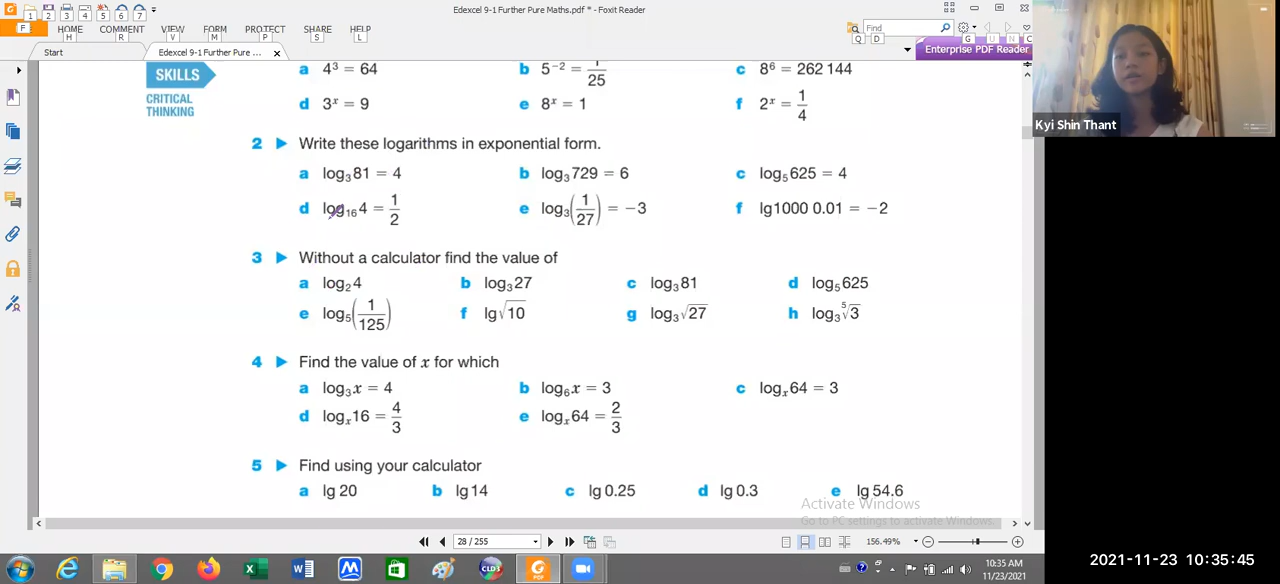 Edexcel 9-1 Further Pure Maths.pdf * - Foxit Reader
1 2 3 4 5 6 7
F HOME COMMENT VIEW FORM PROTECT SHARE HELP Find
H R V P S L Q D G U N C
Start Edexcel 9-1 Further Pure ... × Enterprise PDF Reader
SKILLS
CRITICAL
THINKING
a 4³ = 64 b 5⁻² = 1/25 c 8⁶ = 262 144
d 3ˣ = 9 e 8ˣ = 1 f 2ˣ = 1/4
Kyi Shin Thant
2 ► Write these logarithms in exponential form.
a log₃81 = 4 b log₃729 = 6 c log₅625 = 4
d log₁₆4 = 1/2 e log₃(1/27) = −3 f lg1000 0.01 = −2
3 ► Without a calculator find the value of
a log₂4 b log₃27 c log₃81 d log₅625
e log₅(1/125) f lg√10 g log₃√27 h log₃⁵√3
4 ► Find the value of x for which
a log₃x = 4 b log₆x = 3 c logₓ64 = 3
d logₓ16 = 4/3 e logₓ64 = 2/3
5 ► Find using your calculator
a lg 20 b lg 14 c lg 0.25 d lg 0.3 e lg 54.6
Activate Windows
Go to PC settings to activate Windows.
28 / 255 156.49%
2021-11-23 10:35:45
10:35 AM
11/23/2021